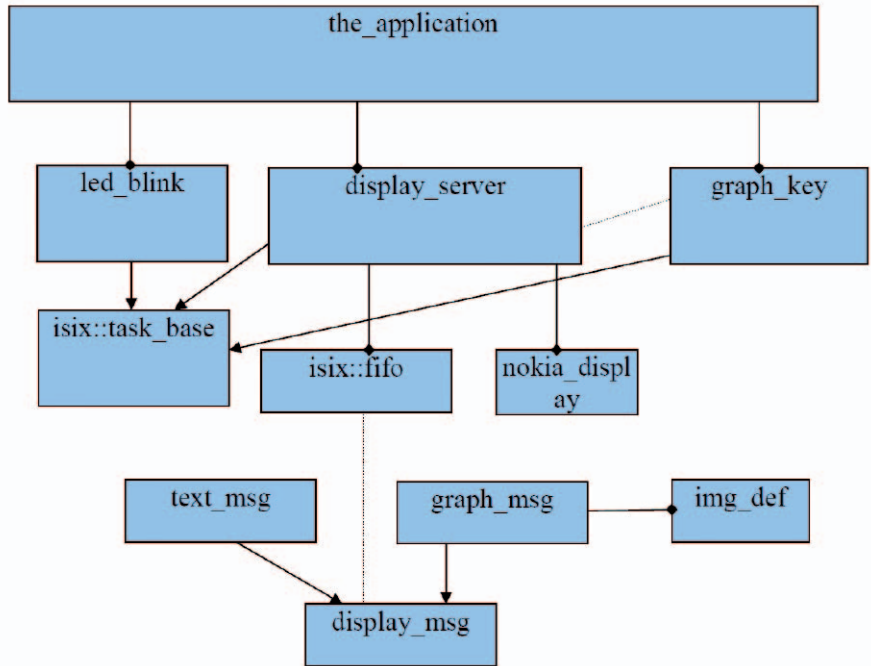 the_application
led_blink
display_server
graph_key
isix::task_base
isix::fifo
nokia_displ
ay
text_msg
graph_msg
img_def
display_msg